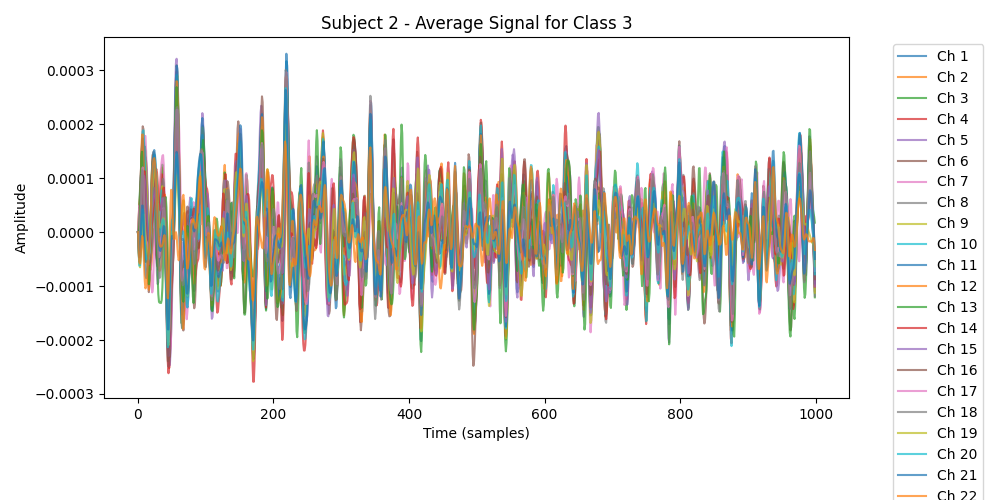 Subject 2 - Average Signal for Class 3
Amplitude
0.0003
0.0002
0.0001
0.0000
−0.0001
−0.0002
−0.0003
0
200
400
600
800
1000
Time (samples)
Ch 1
Ch 2
Ch 3
Ch 4
Ch 5
Ch 6
Ch 7
Ch 8
Ch 9
Ch 10
Ch 11
Ch 12
Ch 13
Ch 14
Ch 15
Ch 16
Ch 17
Ch 18
Ch 19
Ch 20
Ch 21
Ch 22